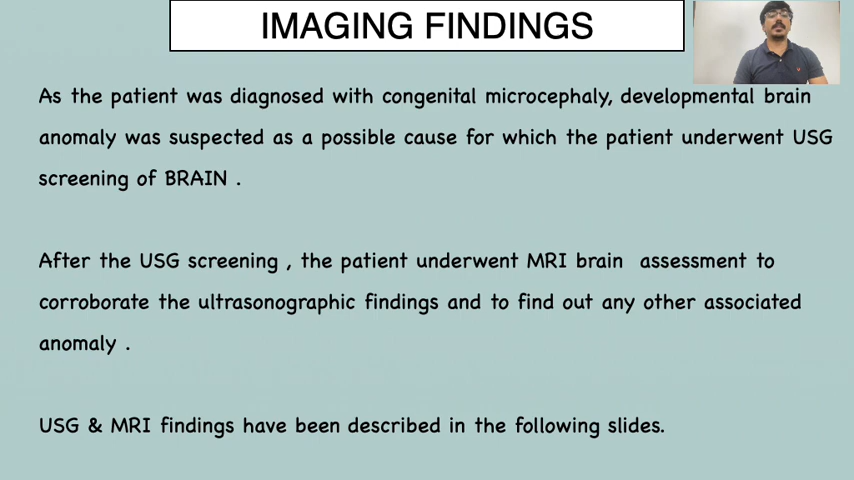 IMAGING FINDINGS
As the patient was diagnosed with congenital microcephaly, developmental brain
anomaly was suspected as a possible cause for which the patient underwent USG
screening of BRAIN .
After the USG screening , the patient underwent MRI brain assessment to
corroborate the ultrasonographic findings and to find out any other associated
anomaly .
USG & MRI findings have been described in the following slides.